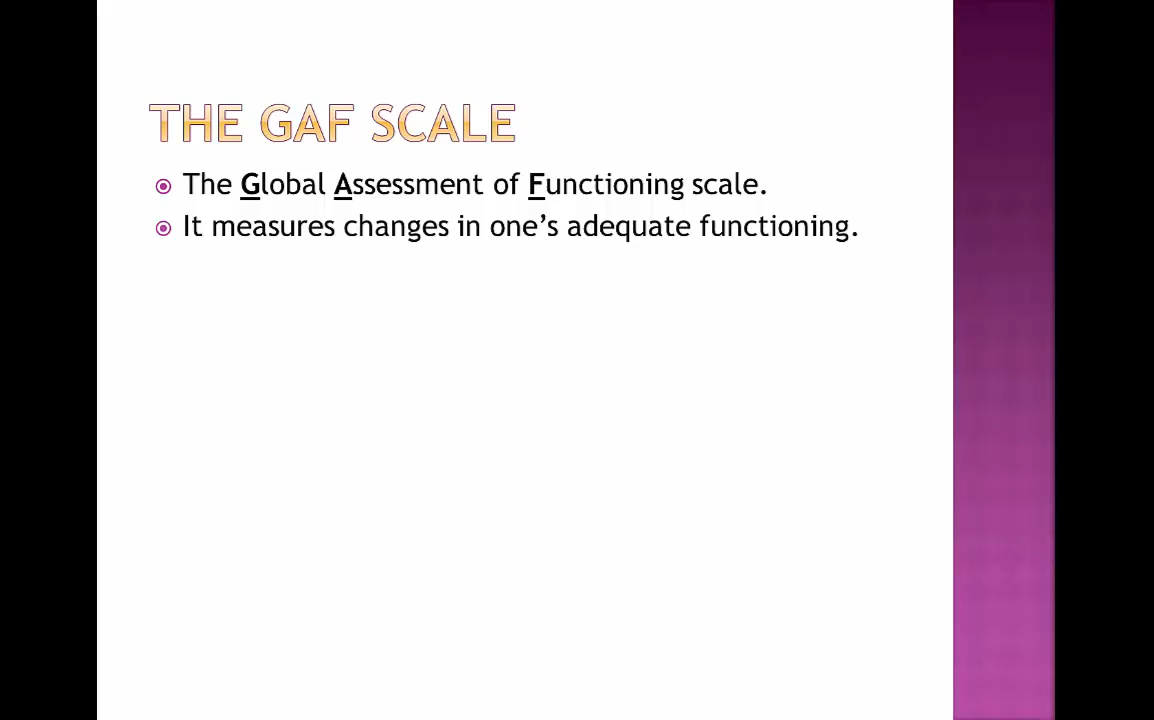 THE GAF SCALE
The Global Assessment of Functioning scale.
It measures changes in one’s adequate functioning.